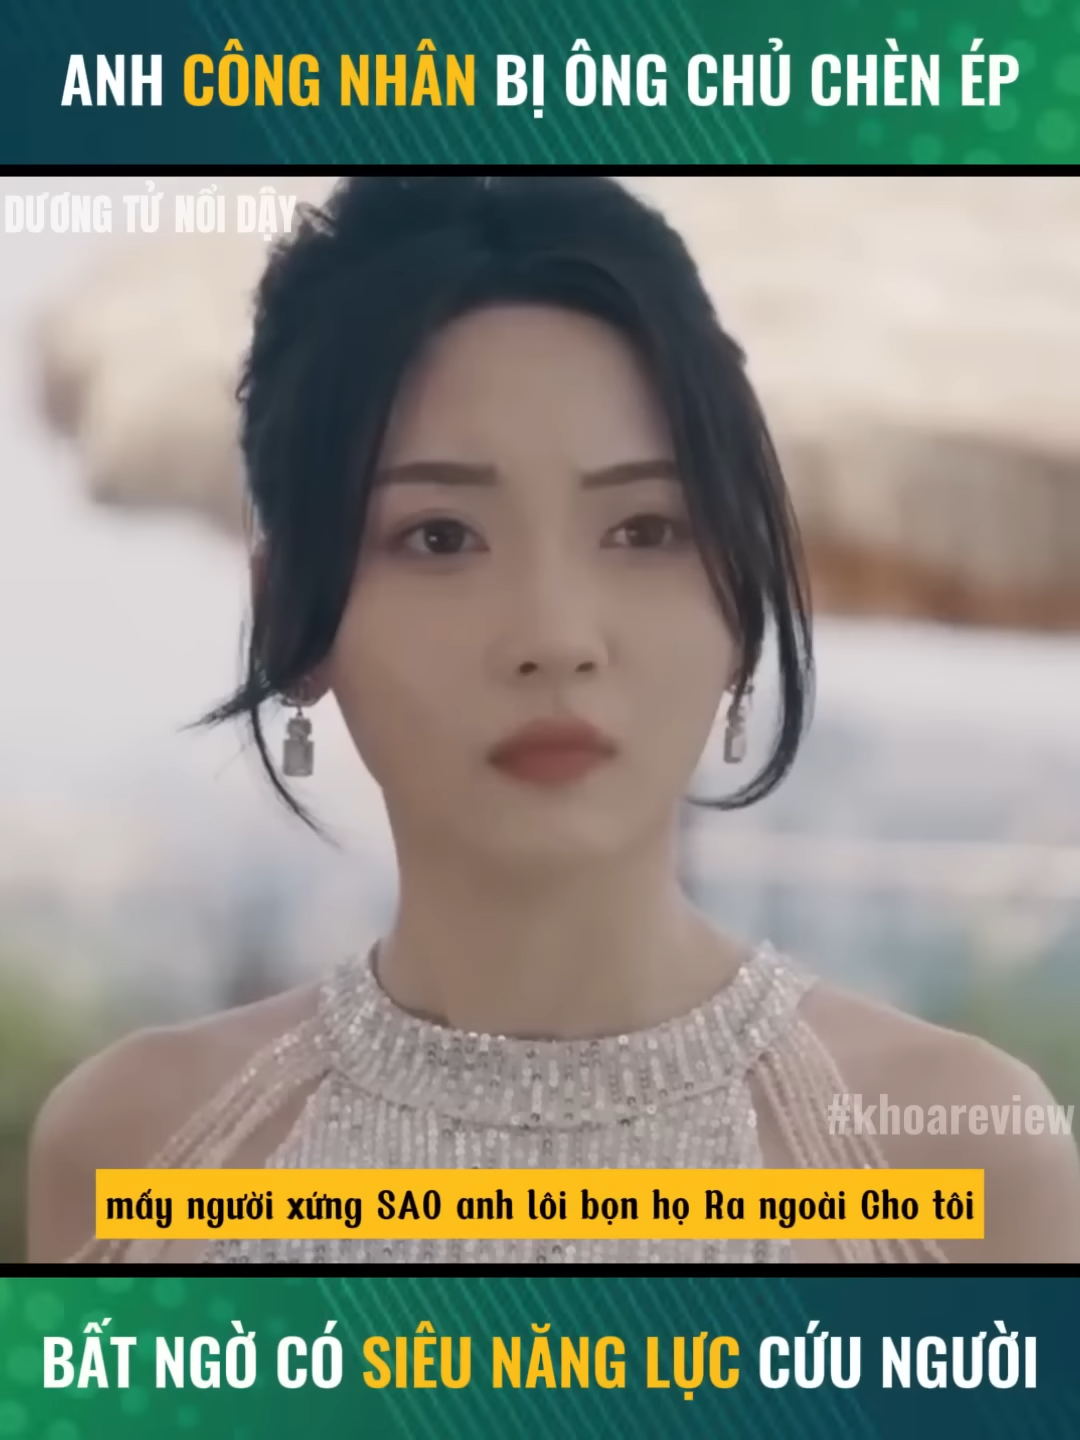 ANH CÔNG NHÂN BỊ ÔNG CHỦ CHÈN ÉP
DƯƠNG TỬ NỔI DẬY
#khoareview
mấy người xứng SAO anh lôi bọn họ Ra ngoài Cho tôi
BẤT NGỜ CÓ SIÊU NĂNG LỰC CỨU NGƯỜI